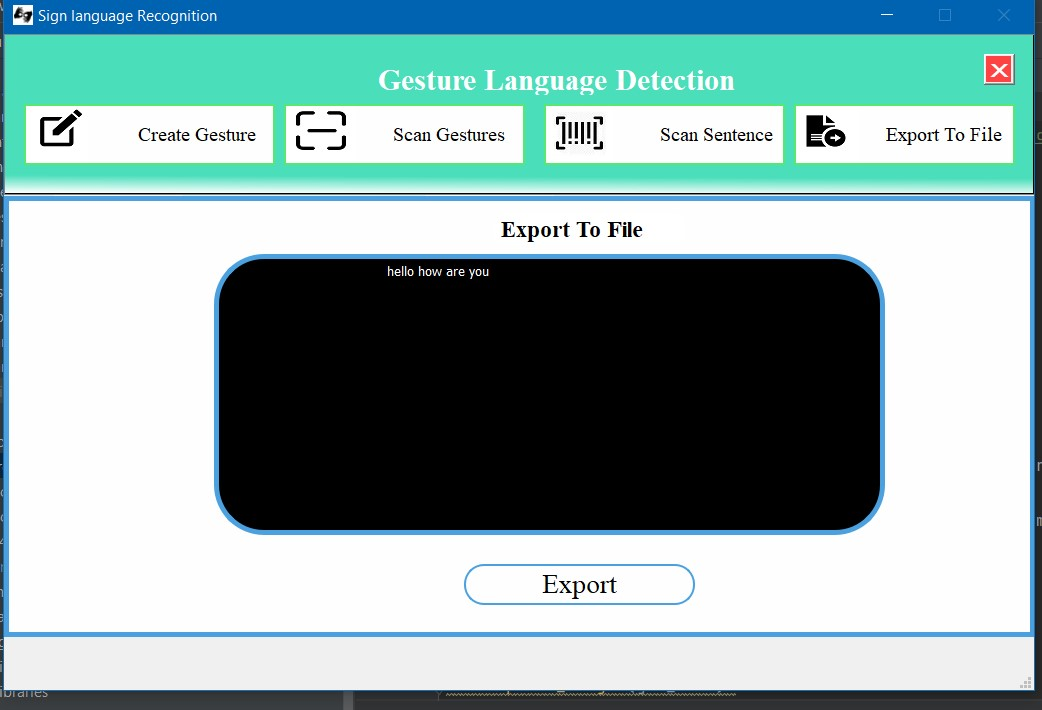 Sign language Recognition
Gesture Language Detection
Create Gesture
Scan Gestures
Scan Sentence
Export To File
Export To File
hello how are you
Export